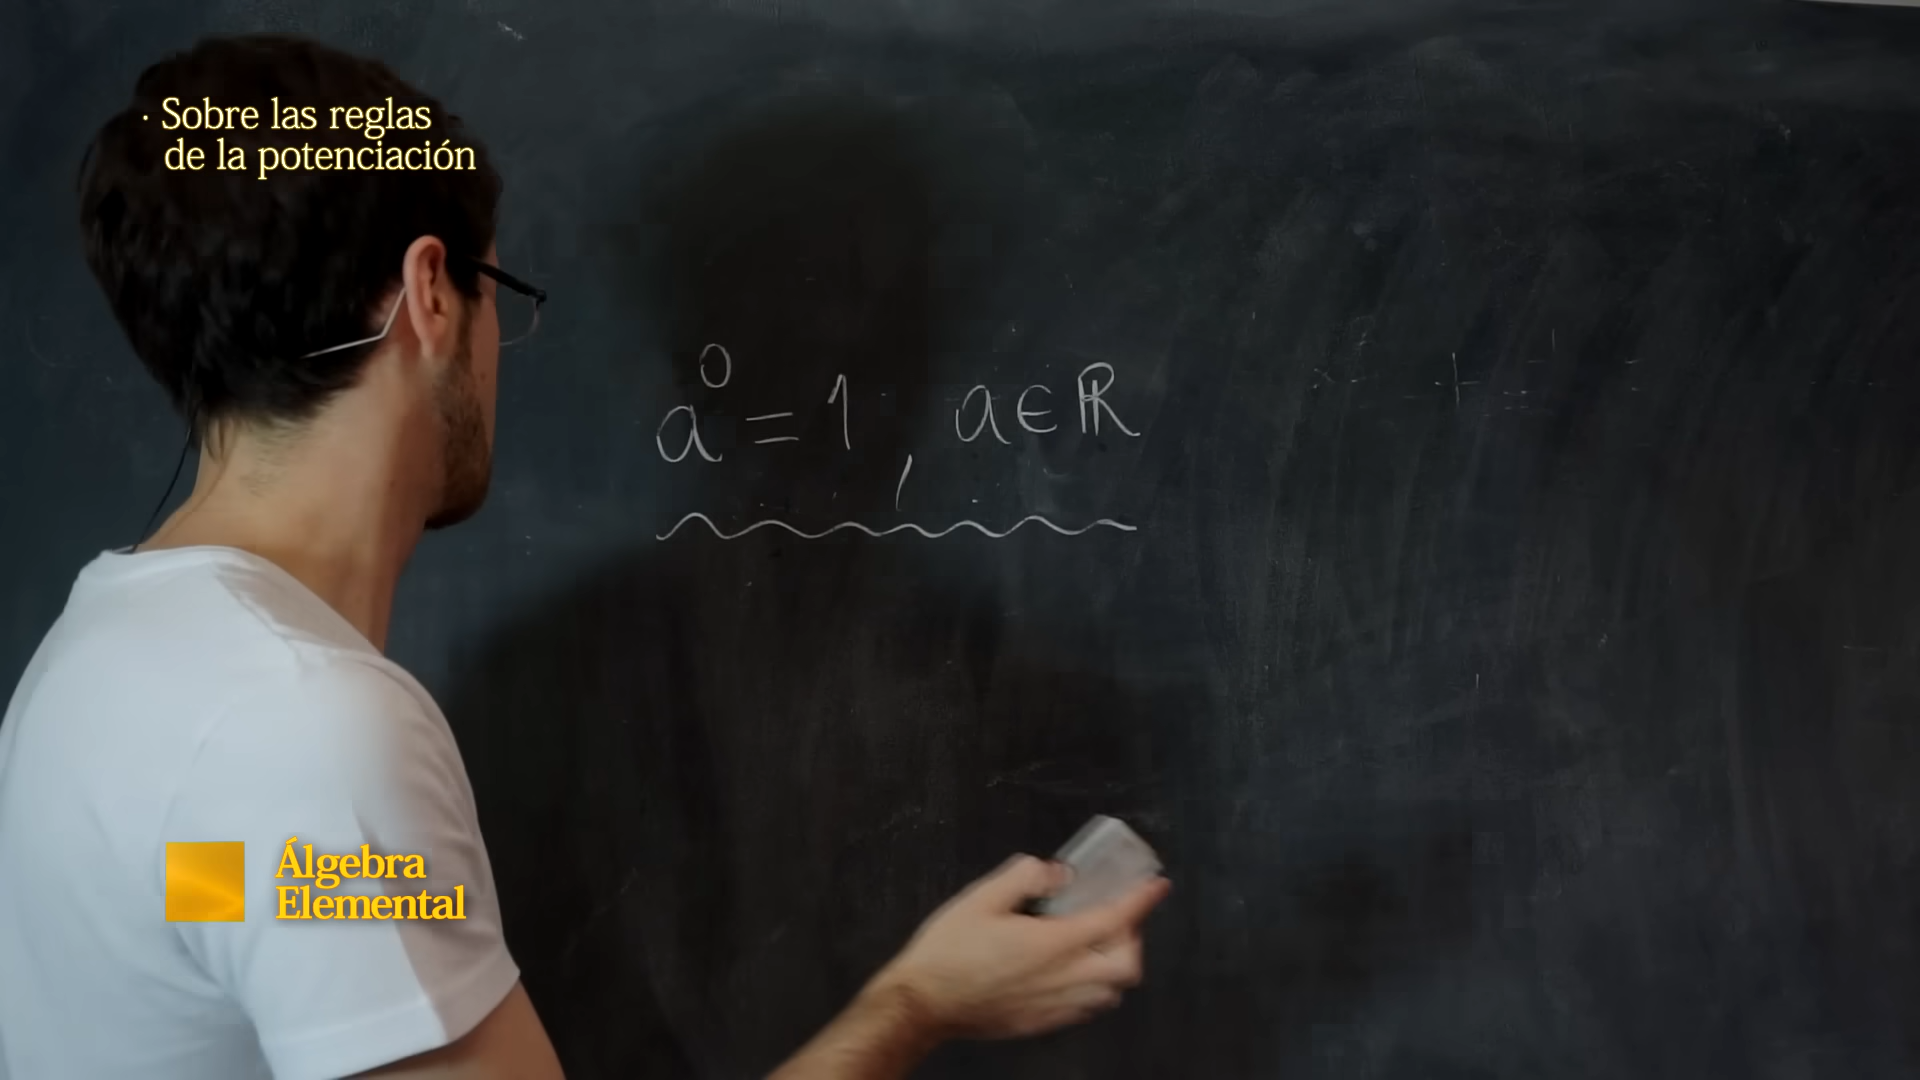 · Sobre las reglas
de la potenciación
a⁰ = 1 , a ∈ ℝ
Álgebra
Elemental